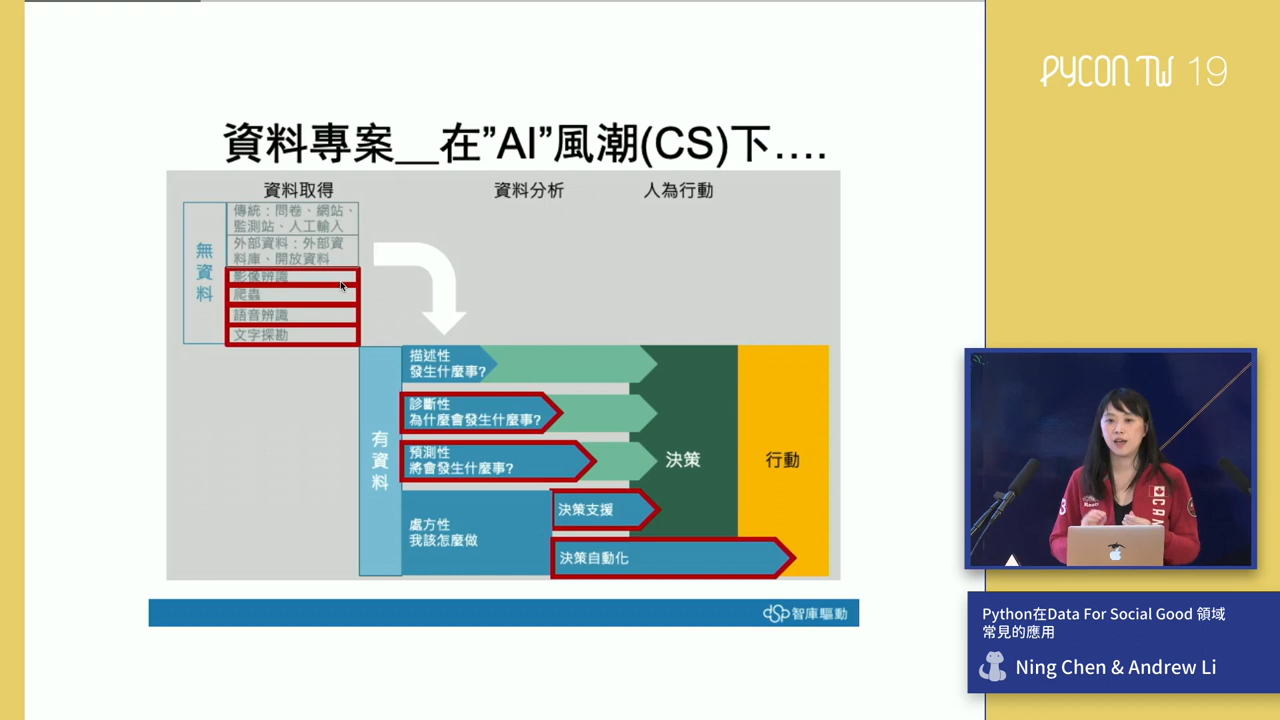 PYCON TW 19
資料專案__在”AI”風潮(CS)下....
資料取得
資料分析
人為行動
無資料
傳統：問卷、網站、
監測站、人工輸入
外部資料：外部資
料庫、開放資料
影像辨識
爬蟲
語音辨識
文字探勘
有資料
描述性
發生什麼事?
診斷性
為什麼會發生什麼事?
預測性
將會發生什麼事?
處方性
我該怎麼做
決策支援
決策自動化
決策
行動
dSp智庫驅動
Python在Data For Social Good 領域
常見的應用
Ning Chen & Andrew Li